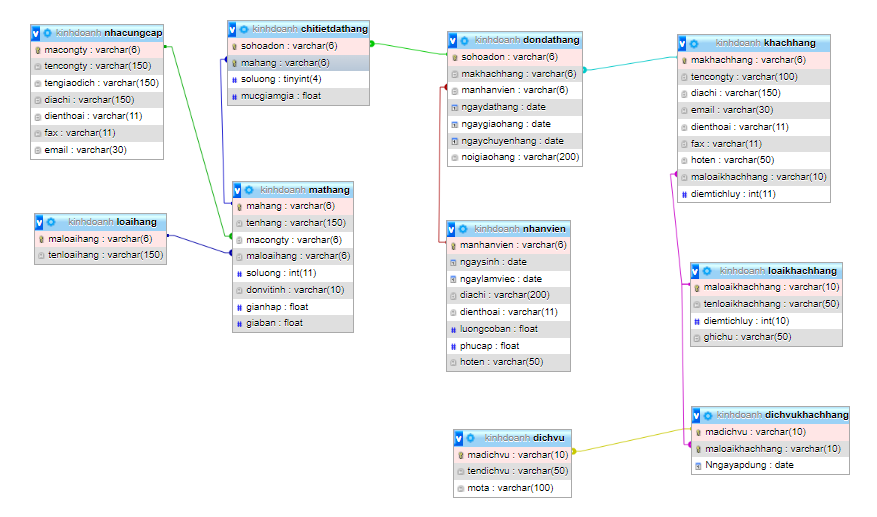 kinhdoanh nhacungcap
macongty : varchar(6)
tencongty : varchar(150)
tengiaodich : varchar(150)
diachi : varchar(150)
dienthoai : varchar(11)
fax : varchar(11)
email : varchar(30)
kinhdoanh chitietdathang
sohoadon : varchar(6)
mahang : varchar(6)
soluong : tinyint(4)
mucgiamgia : float
kinhdoanh dondathang
sohoadon : varchar(6)
makhachhang : varchar(6)
manhanvien : varchar(6)
ngaydathang : date
ngaygiaohang : date
ngaychuyenhang : date
noigiaohang : varchar(200)
kinhdoanh khachhang
makhachhang : varchar(6)
tencongty : varchar(100)
diachi : varchar(150)
email : varchar(30)
dienthoai : varchar(11)
fax : varchar(11)
hoten : varchar(50)
maloaikhachhang : varchar(10)
diemtichluy : int(11)
kinhdoanh loaihang
maloaihang : varchar(6)
tenloaihang : varchar(150)
kinhdoanh mathang
mahang : varchar(6)
tenhang : varchar(150)
macongty : varchar(6)
maloaihang : varchar(6)
soluong : int(11)
donvitinh : varchar(10)
gianhap : float
giaban : float
kinhdoanh nhanvien
manhanvien : varchar(6)
ngaysinh : date
ngaylamviec : date
diachi : varchar(200)
dienthoai : varchar(11)
luongcoban : float
phucap : float
hoten : varchar(50)
kinhdoanh loaikhachhang
maloaikhachhang : varchar(10)
tenloaikhachhang : varchar(50)
diemtichluy : int(10)
ghichu : varchar(50)
kinhdoanh dichvu
madichvu : varchar(10)
tendichvu : varchar(50)
mota : varchar(100)
kinhdoanh dichvukhachhang
madichvu : varchar(10)
maloaikhachhang : varchar(10)
Nngayapdung : date